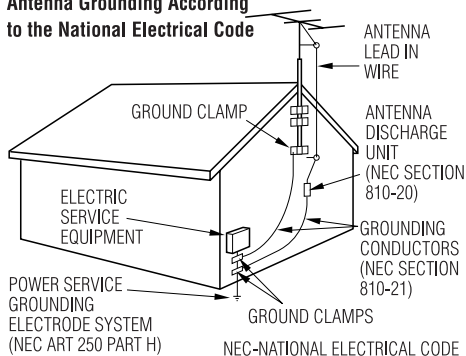 Antenna Grounding According
to the National Electrical Code
ANTENNA
LEAD IN
WIRE
GROUND CLAMP
ANTENNA
DISCHARGE
UNIT
(NEC SECTION
810-20)
ELECTRIC
SERVICE
EQUIPMENT
GROUNDING
CONDUCTORS
(NEC SECTION
810-21)
POWER SERVICE
GROUNDING
ELECTRODE SYSTEM
(NEC ART 250 PART H)
GROUND CLAMPS
NEC-NATIONAL ELECTRICAL CODE